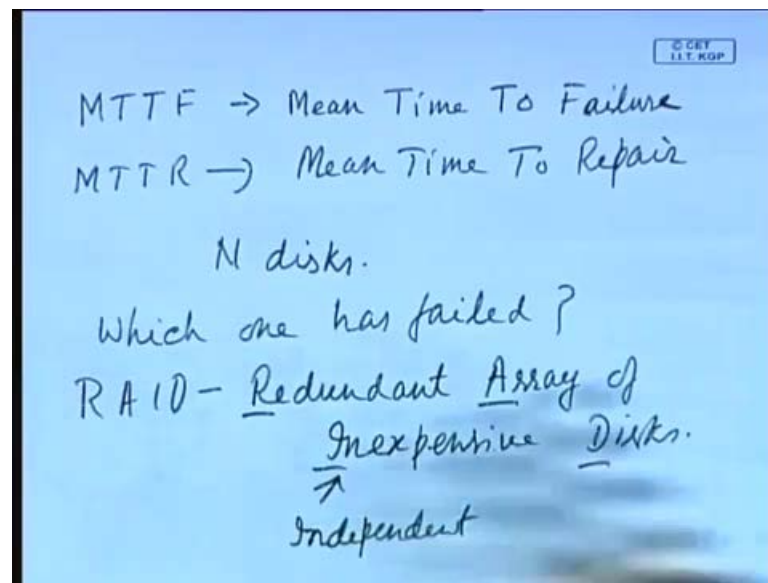 © CET
I.I.T. KGP
MTTF → Mean Time To Failure
MTTR → Mean Time To Repair
N disks.
Which one has failed ?
RAID - Redundant Array of
Inexpensive Disks.
Independent